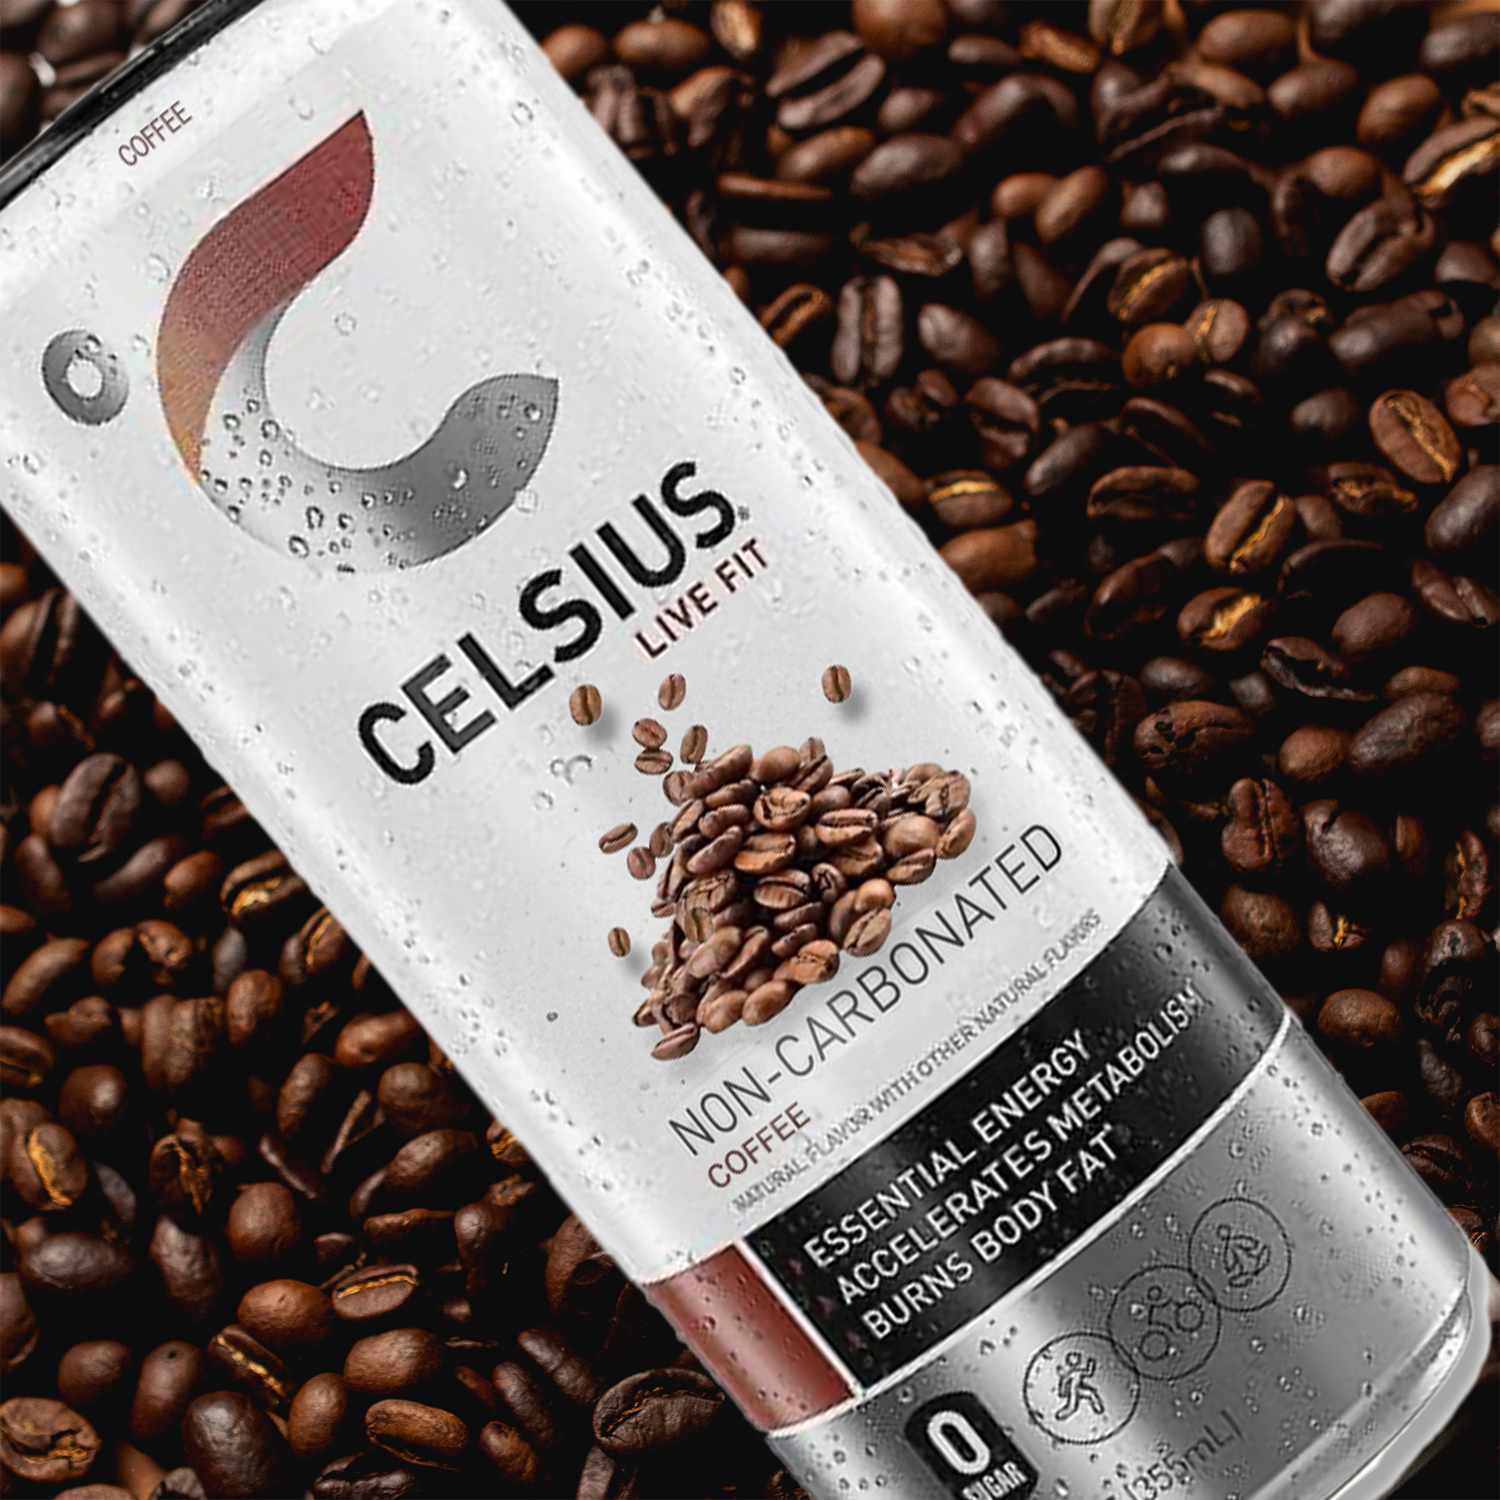 COFFEE
CELSIUS®
LIVE FIT
NON-CARBONATED
COFFEE
NATURAL FLAVOR WITH OTHER NATURAL FLAVORS
ESSENTIAL ENERGY
ACCELERATES METABOLISM
BURNS BODY FAT*
0
SUGAR
(355mL)